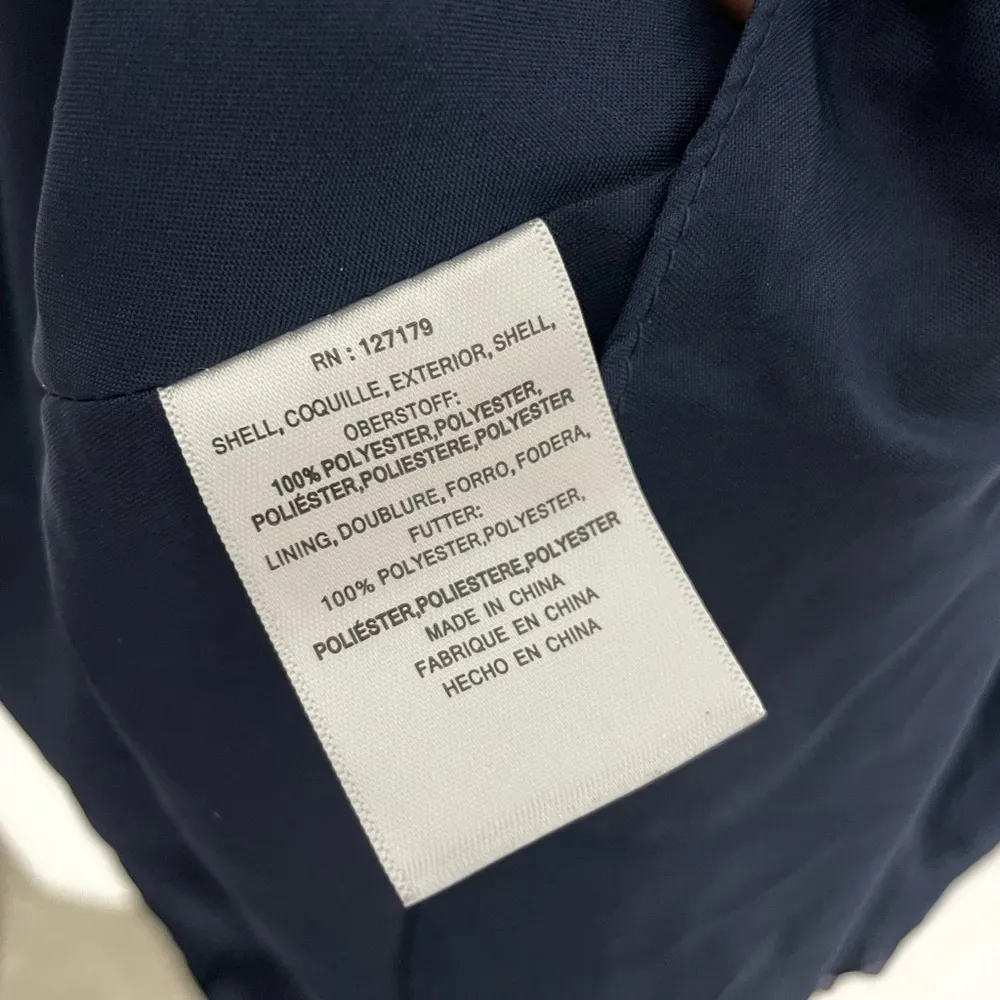 RN : 127179
SHELL, COQUILLE, EXTERIOR, SHELL,
OBERSTOFF:
100% POLYESTER,POLYESTER,
POLIÉSTER,POLIESTERE,POLYESTER
LINING, DOUBLURE, FORRO, FODERA,
FUTTER:
100% POLYESTER,POLYESTER,
POLIÉSTER,POLIESTERE,POLYESTER
MADE IN CHINA
FABRIQUE EN CHINA
HECHO EN CHINA